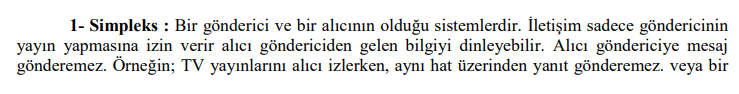 1- Simpleks : Bir gönderici ve bir alıcının olduğu sistemlerdir. İletişim sadece göndericinin
yayın yapmasına izin verir alıcı göndericiden gelen bilgiyi dinleyebilir. Alıcı göndericiye mesaj
gönderemez. Örneğin; TV yayınlarını alıcı izlerken, aynı hat üzerinden yanıt gönderemez. veya bir